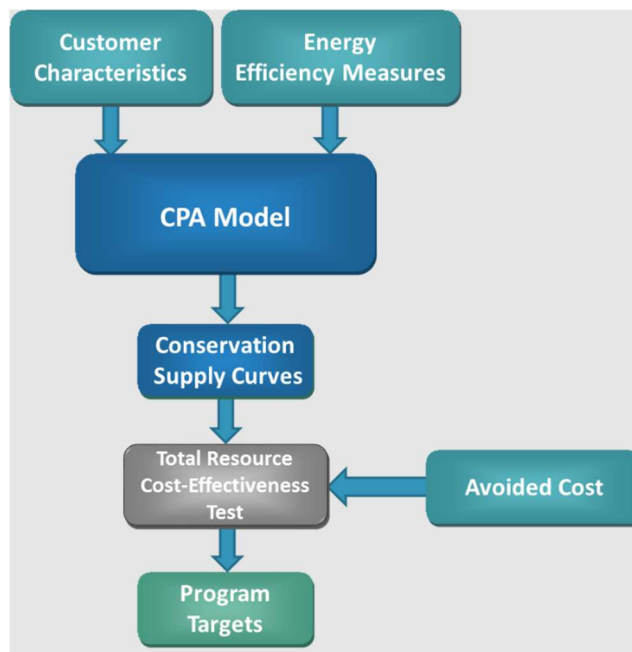 Customer
Characteristics
Energy
Efficiency Measures
CPA Model
Conservation
Supply Curves
Total Resource
Cost-Effectiveness
Test
Avoided Cost
Program
Targets